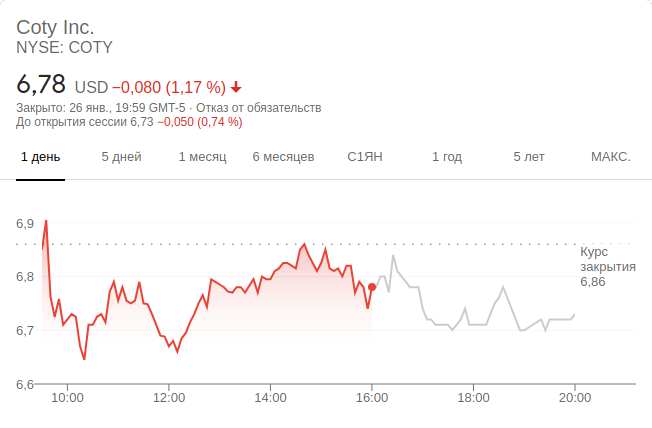 Coty Inc.
NYSE: COTY
6,78 USD −0,080 (1,17 %)
Закрыто: 26 янв., 19:59 GMT-5 · Отказ от обязательств
До открытия сессии 6,73 −0,050 (0,74 %)
1 день 5 дней 1 месяц 6 месяцев С1ЯН 1 год 5 лет МАКС.
6,9
Курс
закрытия
6,86
6,8
6,7
6,6
10:00 12:00 14:00 16:00 18:00 20:00